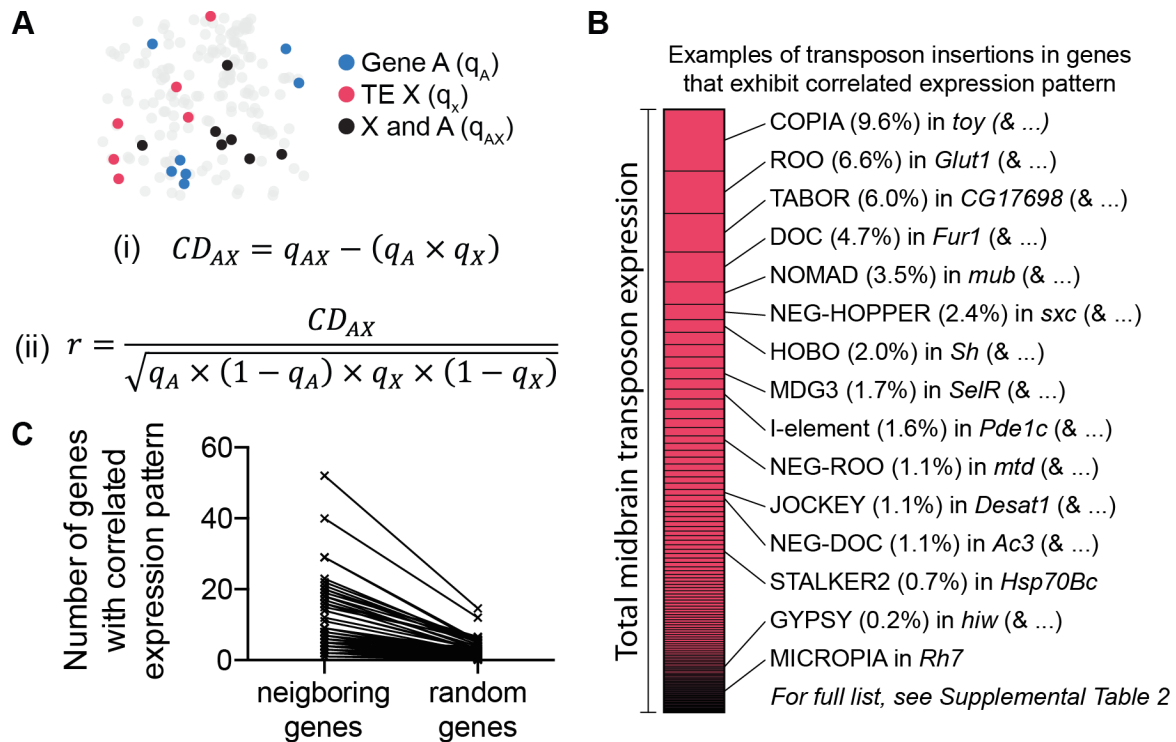 A
Gene A (qA)
TE X (qx)
X and A (qAX)
(i) CDAX = qAX − (qA × qX)
(ii) r = CDAX / √qA × (1 − qA) × qX × (1 − qX)
B
Examples of transposon insertions in genes
that exhibit correlated expression pattern
Total midbrain transposon expression
COPIA (9.6%) in toy (& ...)
ROO (6.6%) in Glut1 (& ...)
TABOR (6.0%) in CG17698 (& ...)
DOC (4.7%) in Fur1 (& ...)
NOMAD (3.5%) in mub (& ...)
NEG-HOPPER (2.4%) in sxc (& ...)
HOBO (2.0%) in Sh (& ...)
MDG3 (1.7%) in SelR (& ...)
I-element (1.6%) in Pde1c (& ...)
NEG-ROO (1.1%) in mtd (& ...)
JOCKEY (1.1%) in Desat1 (& ...)
NEG-DOC (1.1%) in Ac3 (& ...)
STALKER2 (0.7%) in Hsp70Bc
GYPSY (0.2%) in hiw (& ...)
MICROPIA in Rh7
For full list, see Supplemental Table 2
C
Number of genes
with correlated
expression pattern
60
40
20
0
neigboring
genes
random
genes